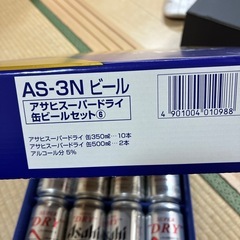 AS-3N ビール
アサヒスーパードライ
缶ビールセット⑥
アサヒスーパードライ 缶350㎖…10本
アサヒスーパードライ 缶500㎖…2本
アルコール分 5%
4 901004 010988
DRY
Asahi
DRY